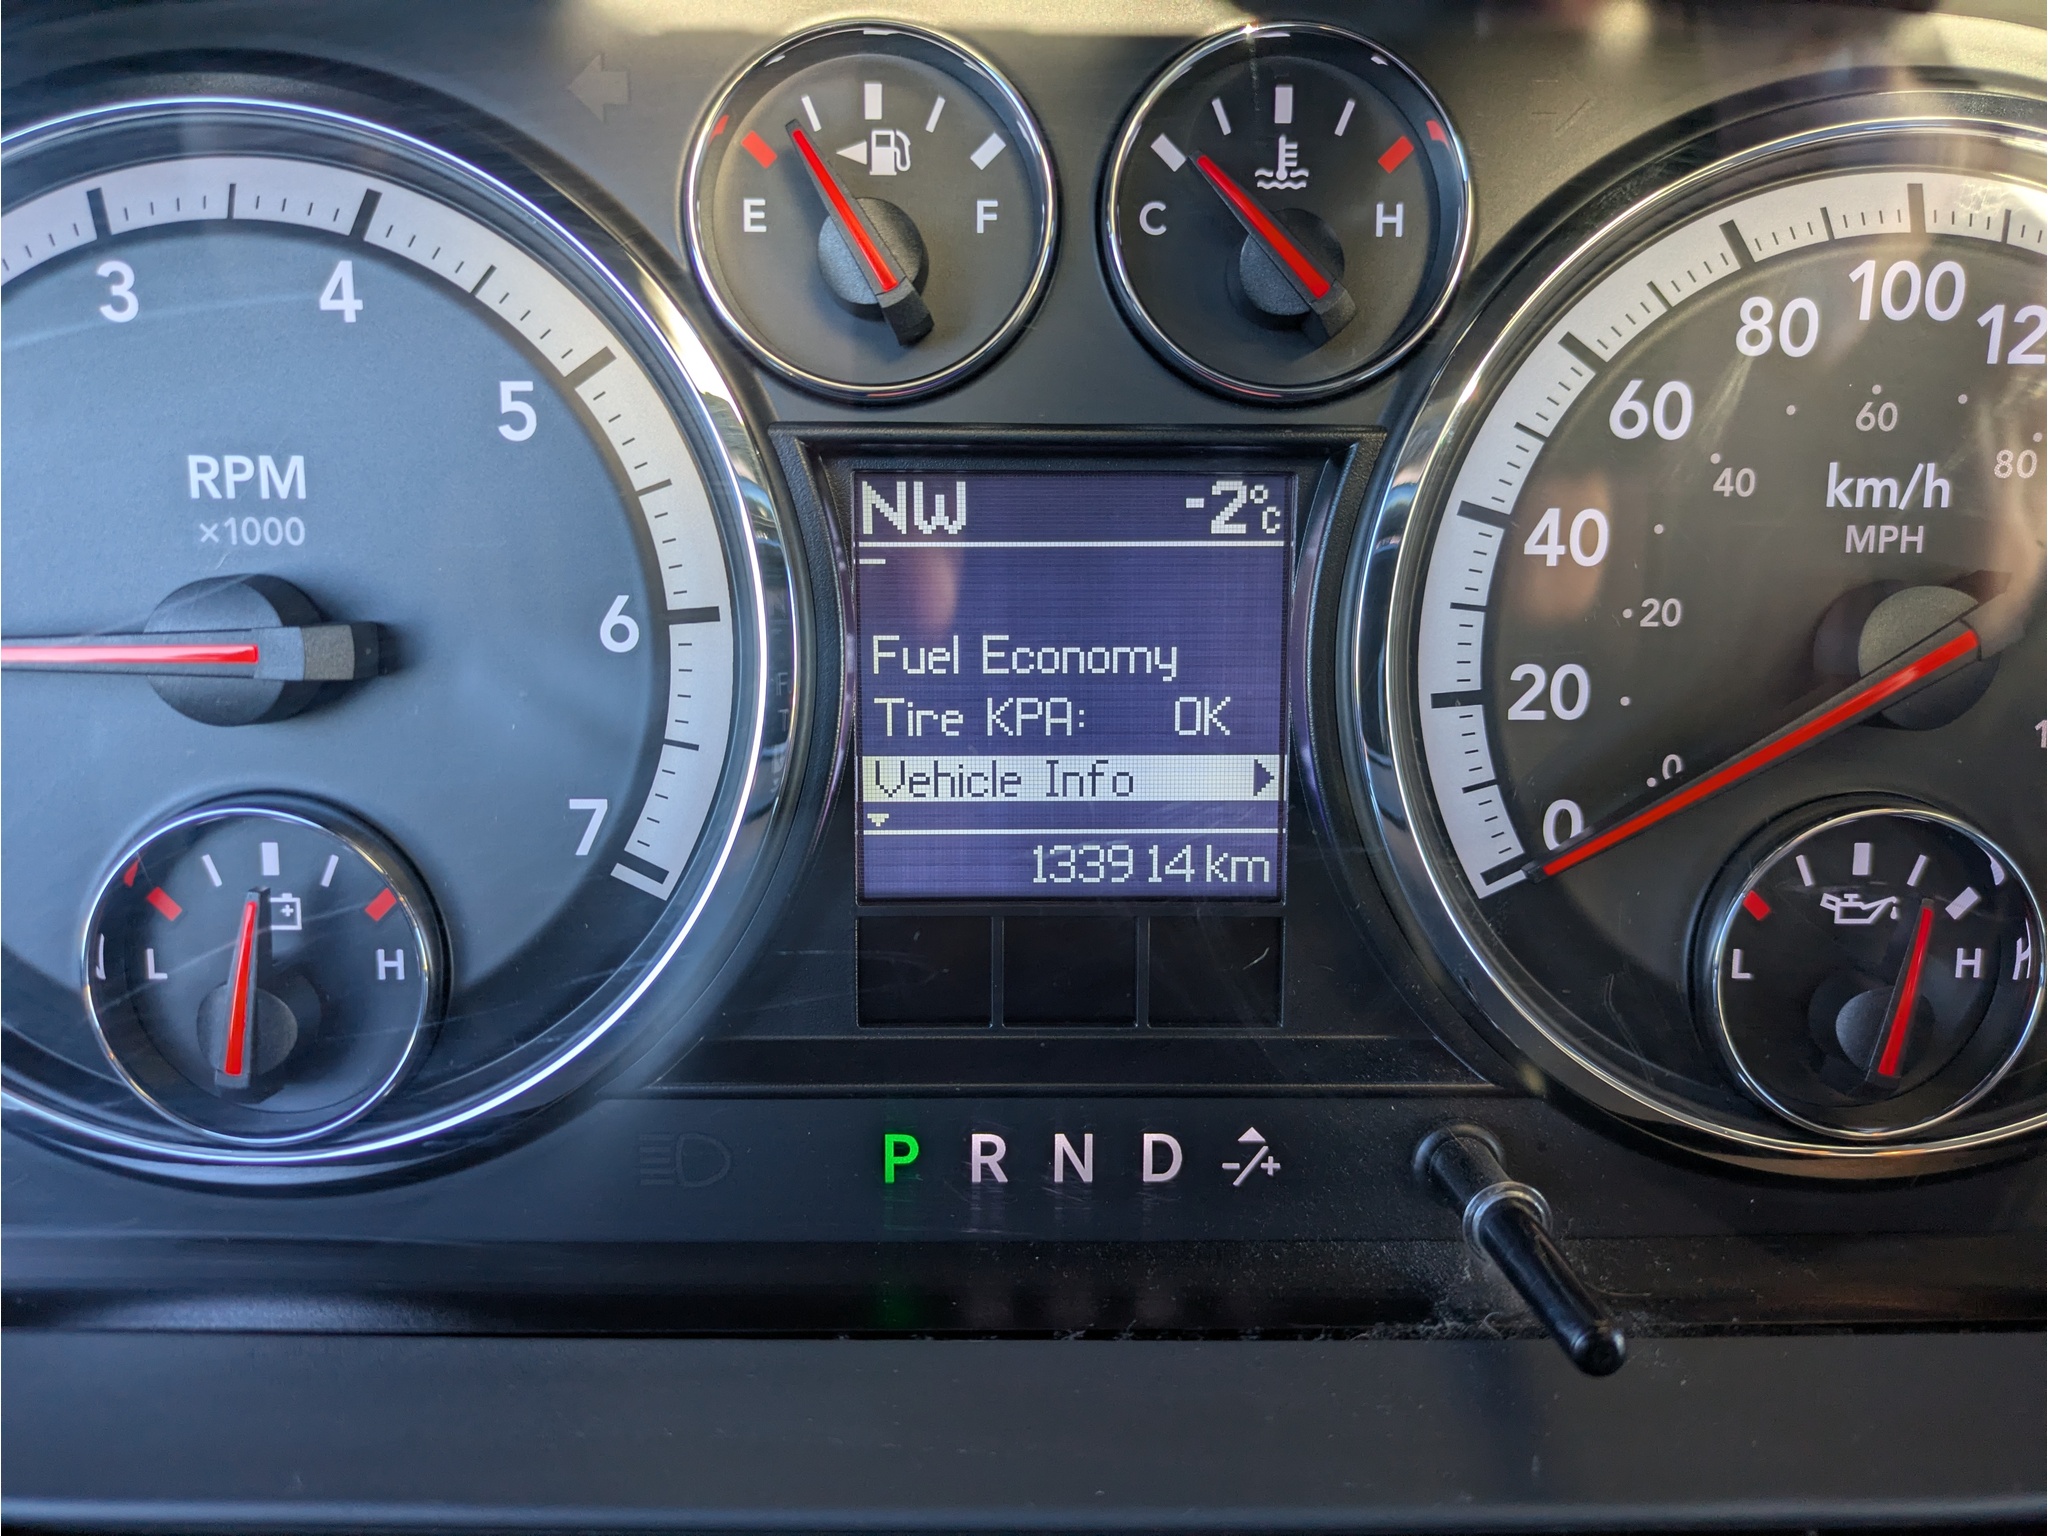 E F
C H
3 4 5 6 7
RPM
×1000
L H
NW -2°C
Fuel Economy
Tire KPA: OK
Vehicle Info
133914 km
0 20 40 60 80 100
0 20 40 60 80
km/h
MPH
L H
P R N D -/+